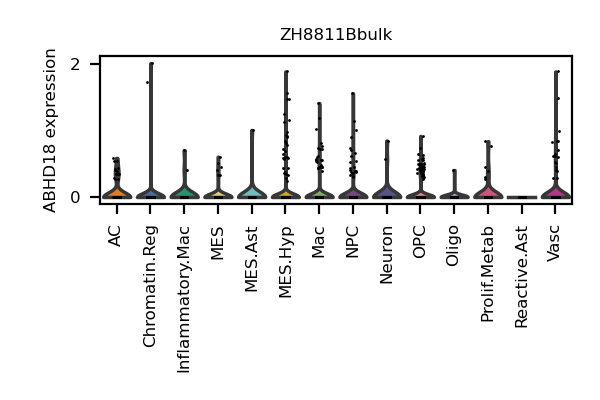 ZH8811Bbulk
ABHD18 expression
2
0
AC
Chromatin.Reg
Inflammatory.Mac
MES
MES.Ast
MES.Hyp
Mac
NPC
Neuron
OPC
Oligo
Prolif.Metab
Reactive.Ast
Vasc